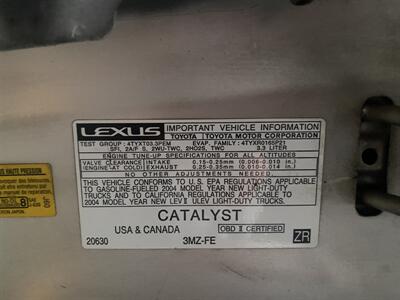 LEXUS
IMPORTANT VEHICLE INFORMATION
TOYOTA TOYOTA MOTOR CORPORATION
TEST GROUP : 4TYXT03.3PEM EVAP. FAMILY : 4TYXR0165P21
SFI, 2A/F S, 2WU-TWC, 2HO2S, TWC 3.3 LITER
ENGINE TUNE-UP SPECIFICATIONS FOR ALL ALTITUDES
VALVE CLEARANCE INTAKE 0.15-0.25mm (0.006-0.010 in.)
(ENGINE AT COLD) EXHAUST 0.25-0.35mm (0.010-0.014 in.)
NO OTHER ADJUSTMENTS NEEDED.
THIS VEHICLE CONFORMS TO U.S. EPA REGULATIONS APPLICABLE
TO GASOLINE-FUELED 2004 MODEL YEAR NEW LIGHT-DUTY
TRUCKS AND TO CALIFORNIA REGULATIONS APPLICABLE TO
2004 MODEL YEAR NEW LEV II ULEV LIGHT-DUTY TRUCKS.
CATALYST
USA & CANADA OBD II CERTIFIED
20630 3MZ-FE ZR
HAUTE PRESSION
8